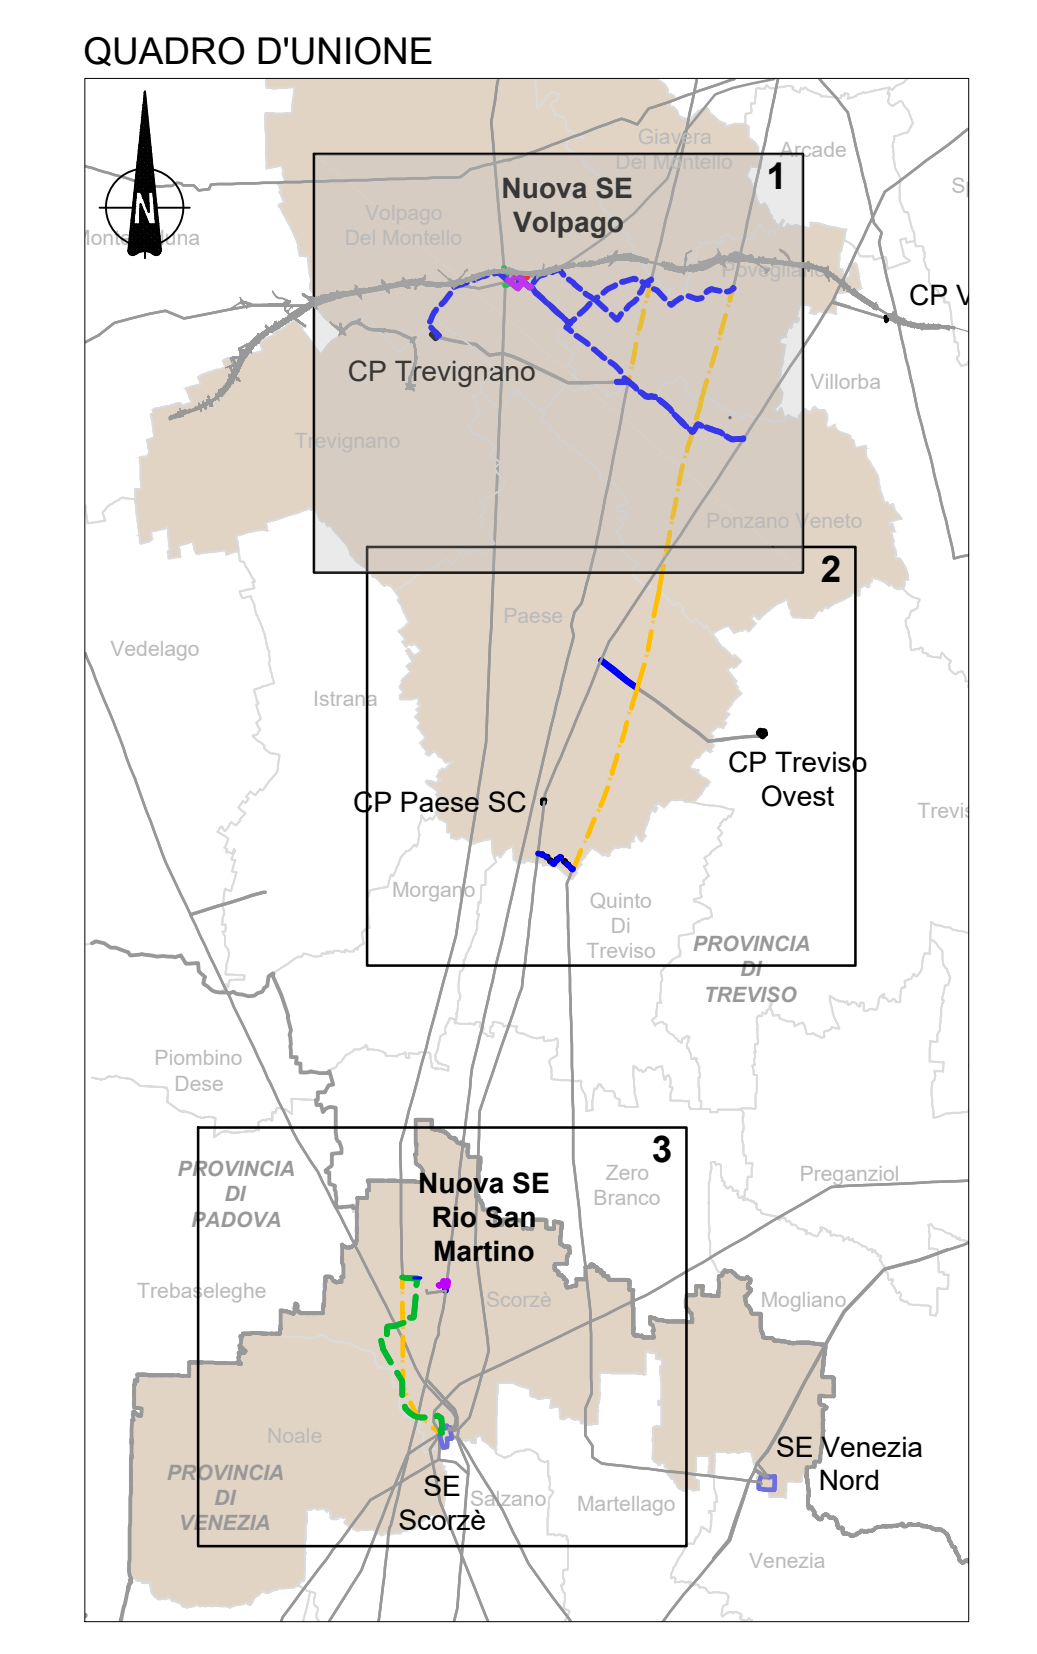 QUADRO D'UNIONE
Giavera
Del Montello
Arcade
1
Nuova SE
Volpago
N
Volpago
Del Montello
Povegliano
CP V
CP Trevignano
Villorba
Trevignano
Ponzano Veneto
2
Paese
Vedelago
Istrana
CP Treviso
Ovest
CP Paese SC
Trevis
Morgano
Quinto
Di
Treviso
PROVINCIA
DI
TREVISO
Piombino
Dese
3
PROVINCIA
DI
PADOVA
Nuova SE
Rio San
Martino
Zero
Branco
Preganziol
Trebaseleghe
Scorzè
Mogliano
Noale
SE Venezia
Nord
PROVINCIA
DI
VENEZIA
SE
Scorzè
Salzano
Martellago
Venezia